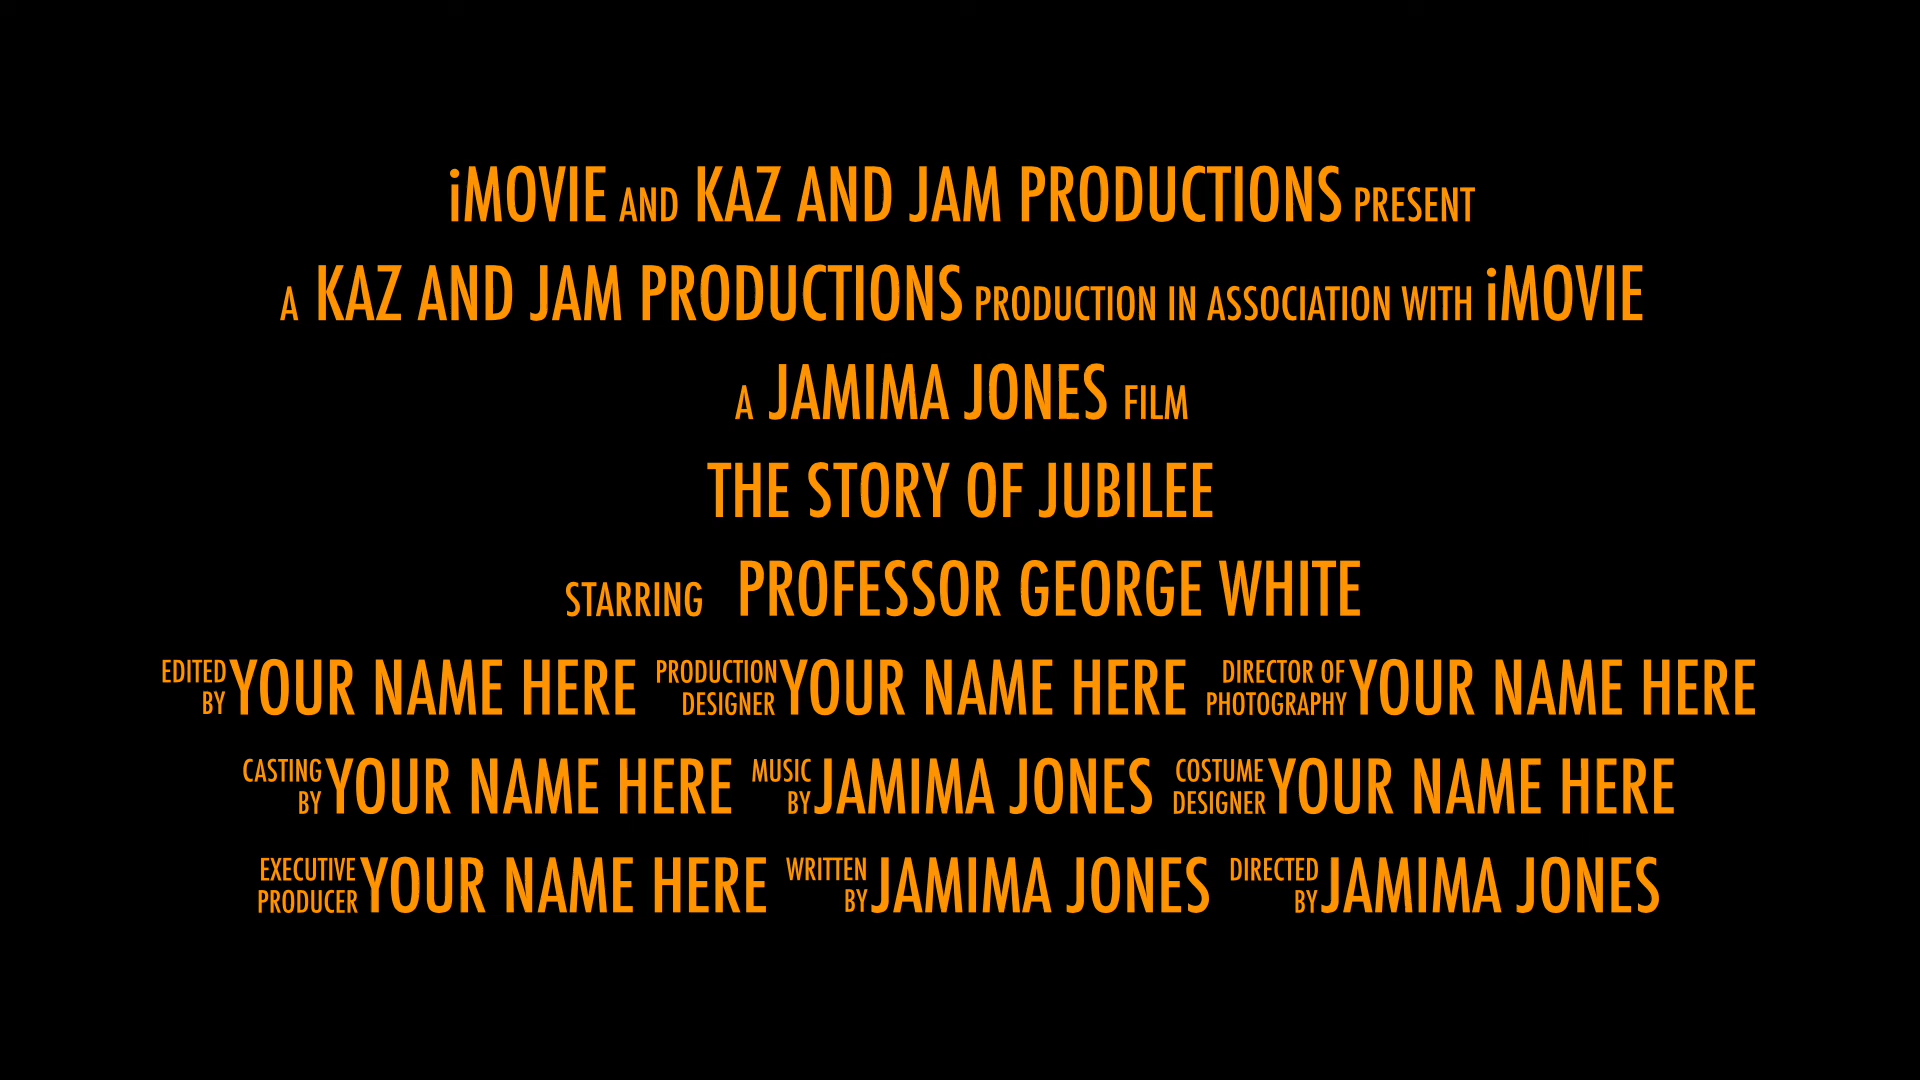 iMOVIE AND KAZ AND JAM PRODUCTIONS PRESENT
A KAZ AND JAM PRODUCTIONS PRODUCTION IN ASSOCIATION WITH iMOVIE
A JAMIMA JONES FILM
THE STORY OF JUBILEE
STARRING PROFESSOR GEORGE WHITE
EDITED BY YOUR NAME HERE PRODUCTION DESIGNER YOUR NAME HERE DIRECTOR OF PHOTOGRAPHY YOUR NAME HERE
CASTING BY YOUR NAME HERE MUSIC BY JAMIMA JONES COSTUME DESIGNER YOUR NAME HERE
EXECUTIVE PRODUCER YOUR NAME HERE WRITTEN BY JAMIMA JONES DIRECTED BY JAMIMA JONES